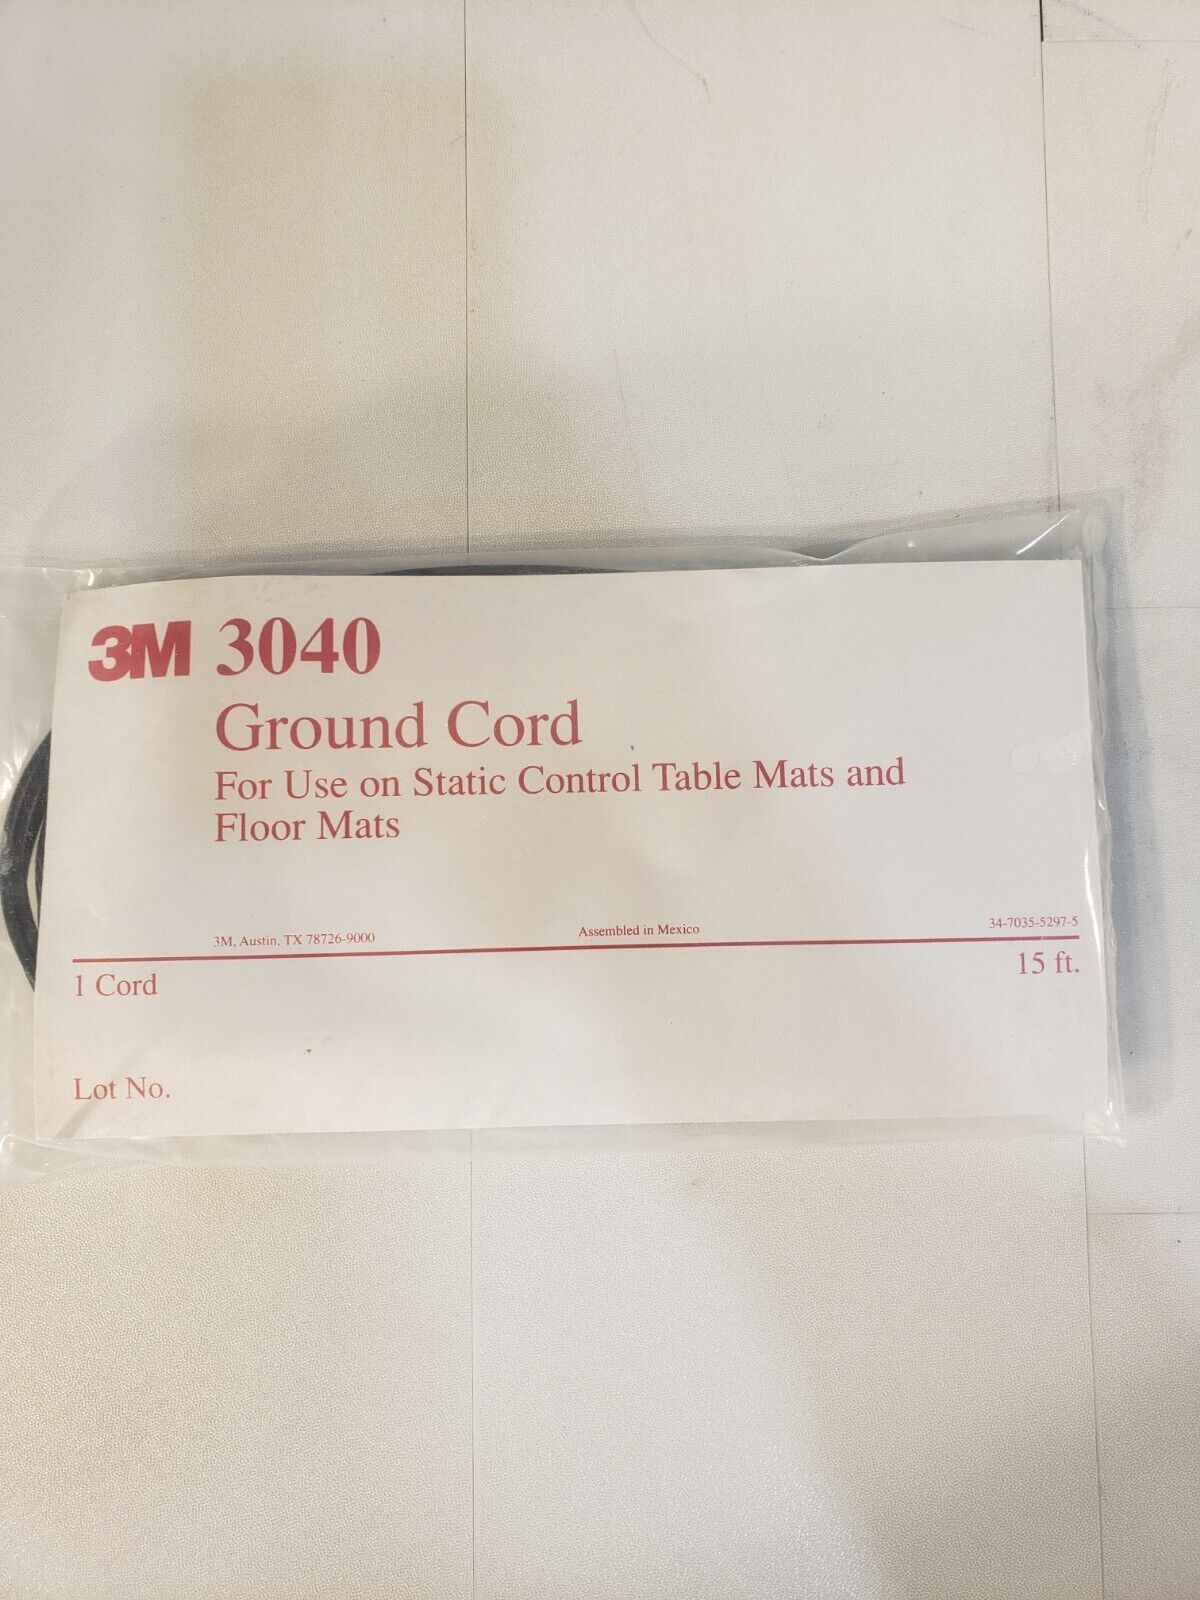 3M 3040
Ground Cord
For Use on Static Control Table Mats and
Floor Mats
3M, Austin, TX 78726-9000 Assembled in Mexico 34-7035-5297-5
1 Cord 15 ft.
Lot No.